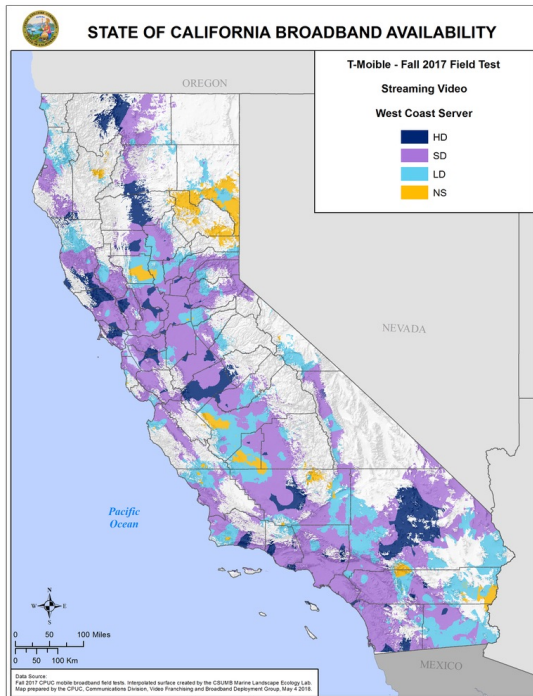 STATE OF CALIFORNIA BROADBAND AVAILABILITY
T-Moible - Fall 2017 Field Test
Streaming Video
West Coast Server
HD
SD
LD
NS
OREGON
NEVADA
Pacific
Ocean
N
W E
S
0 50 100 Miles
0 50 100 Km
MEXICO
Data Source:
Fall 2017 CPUC mobile broadband field tests. Interpolated surface created by the CSUMB Marine Landscape Ecology Lab.
Map prepared by the CPUC, Communications Division, Video Franchising and Broadband Deployment Group, May 4 2018.